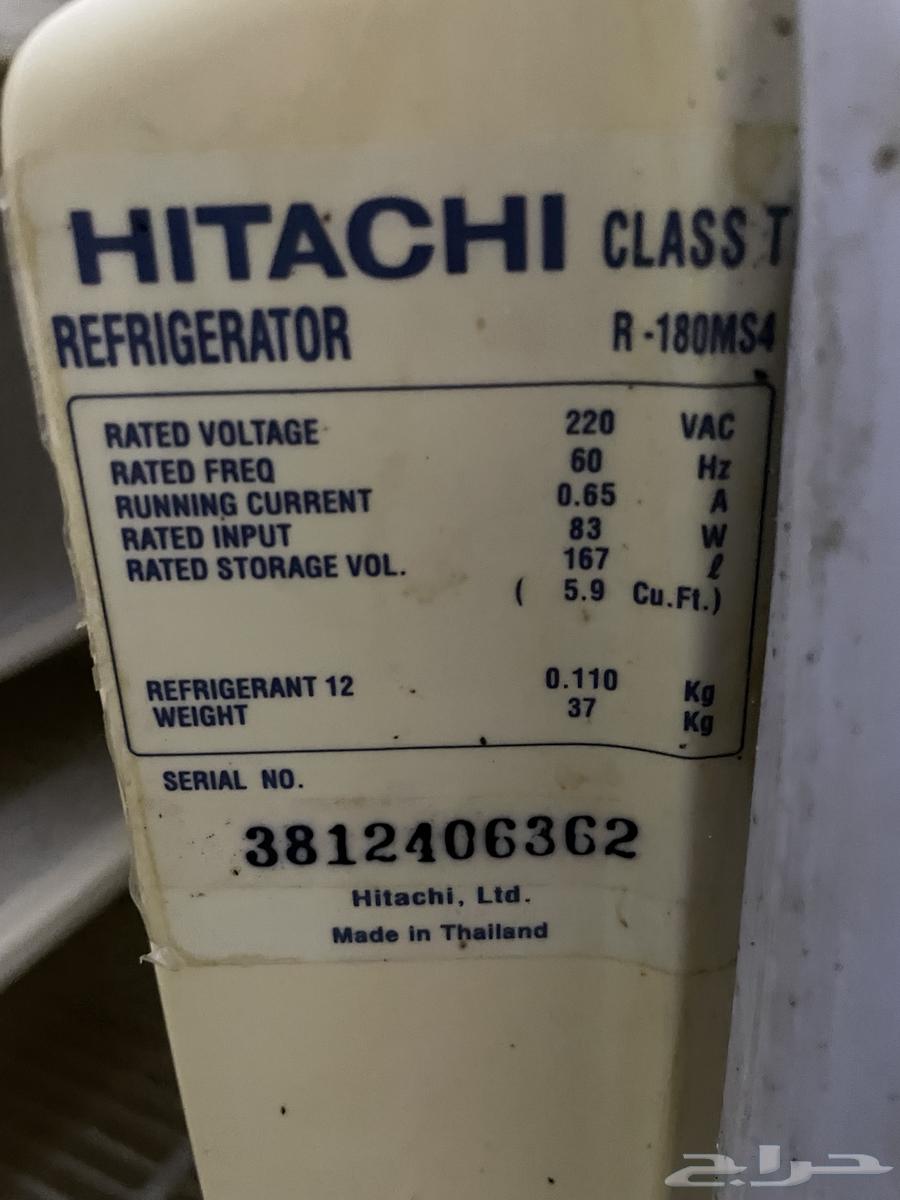 HITACHI CLASS T
REFRIGERATOR R-180MS4
RATED VOLTAGE 220 VAC
RATED FREQ 60 Hz
RUNNING CURRENT 0.65 A
RATED INPUT 83 W
RATED STORAGE VOL. 167 ℓ
( 5.9 Cu.Ft.)
REFRIGERANT 12 0.110 Kg
WEIGHT 37 Kg
SERIAL NO.
3812406362
Hitachi, Ltd.
Made in Thailand
حراج